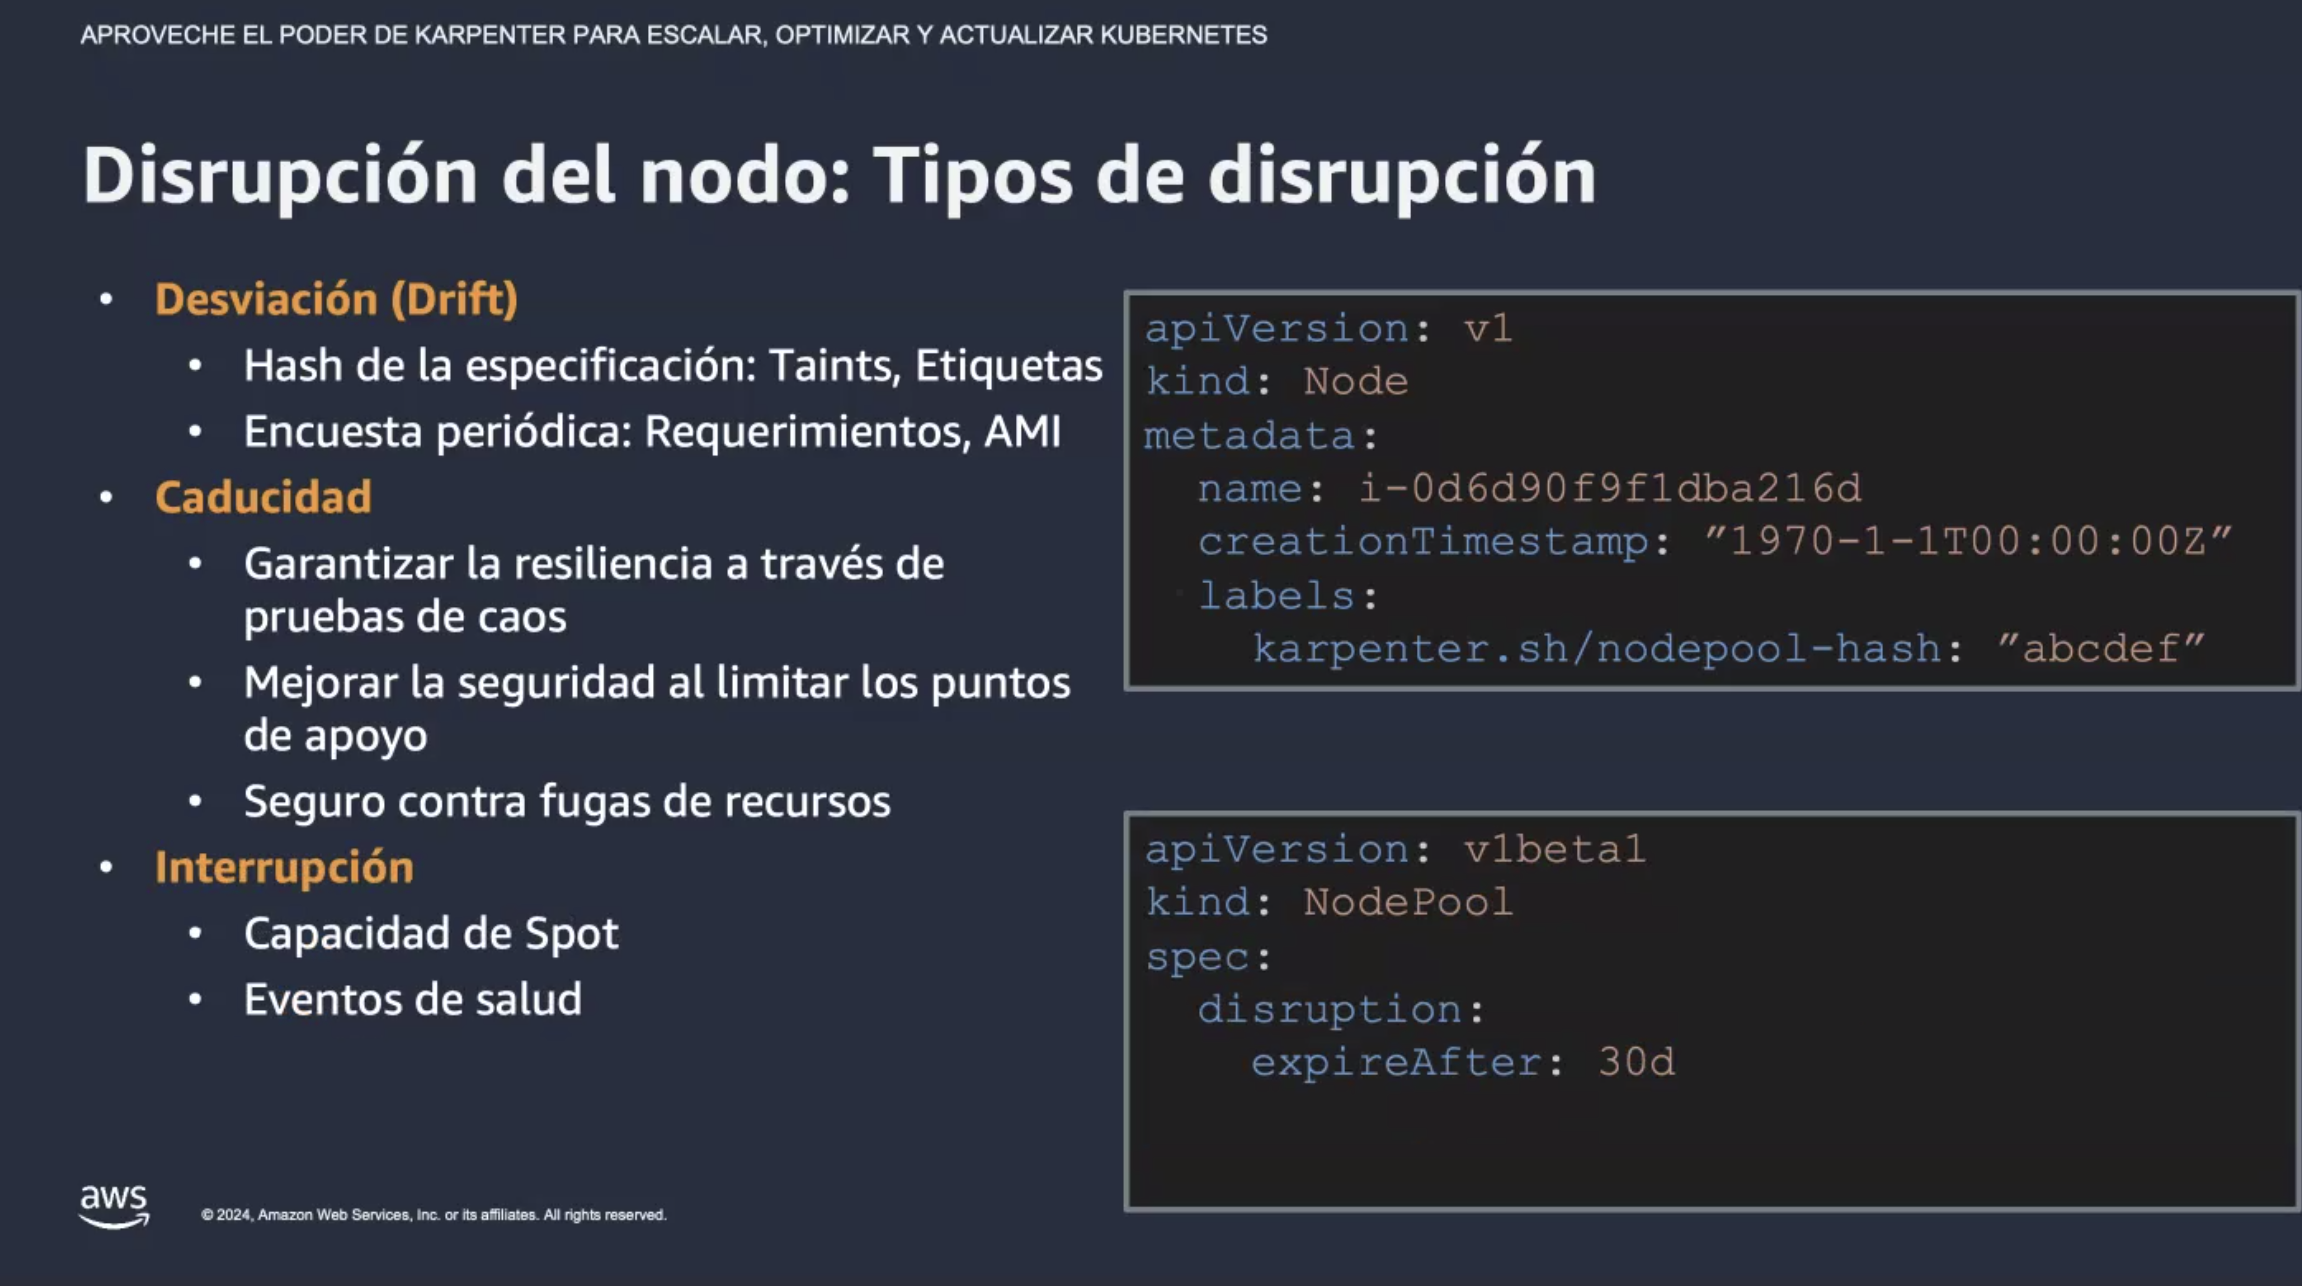 APROVECHE EL PODER DE KARPENTER PARA ESCALAR, OPTIMIZAR Y ACTUALIZAR KUBERNETES
Disrupción del nodo: Tipos de disrupción
• Desviación (Drift)
• Hash de la especificación: Taints, Etiquetas
• Encuesta periódica: Requerimientos, AMI
• Caducidad
• Garantizar la resiliencia a través de
pruebas de caos
• Mejorar la seguridad al limitar los puntos
de apoyo
• Seguro contra fugas de recursos
• Interrupción
• Capacidad de Spot
• Eventos de salud
apiVersion: v1
kind: Node
metadata:
  name: i-0d6d90f9f1dba216d
  creationTimestamp: ”1970-1-1T00:00:00Z”
  labels:
    karpenter.sh/nodepool-hash: ”abcdef”
apiVersion: v1beta1
kind: NodePool
spec:
  disruption:
    expireAfter: 30d
aws
© 2024, Amazon Web Services, Inc. or its affiliates. All rights reserved.